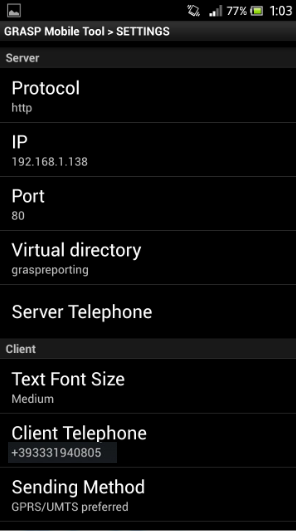 77% 1:03
GRASP Mobile Tool > SETTINGS
Server
Protocol
http
IP
192.168.1.138
Port
80
Virtual directory
graspreporting
Server Telephone
Client
Text Font Size
Medium
Client Telephone
+393331940805
Sending Method
GPRS/UMTS preferred